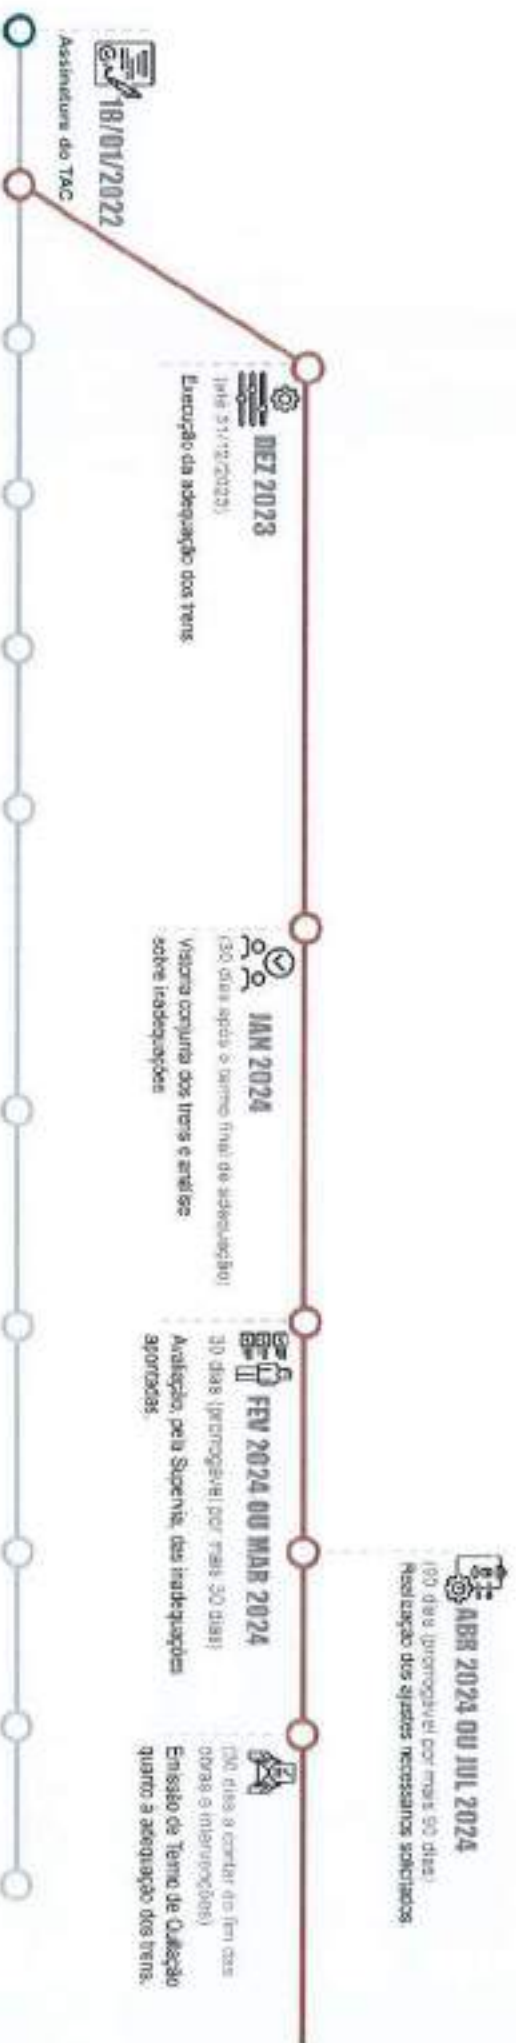 18/01/2022
Assinatura do TAC
DEZ 2023
(até 31/12/2023)
Execução da adequação dos trens.
JAN 2024
(30 dias após o termo final de adequação)
Vistoria conjunta dos trens e análise
sobre inadequações
FEV 2024 OU MAR 2024
30 dias (prorrogável por mais 30 dias)
Avaliação, pela Supervia, das inadequações
apontadas.
ABR 2024 OU JUL 2024
(90 dias (prorrogável por mais 90 dias)
Realização dos ajustes necessários solicitados
(30 dias a contar do fim das
obras e intervenções)
Emissão de Termo de Quitação
quanto à adequação dos trens.